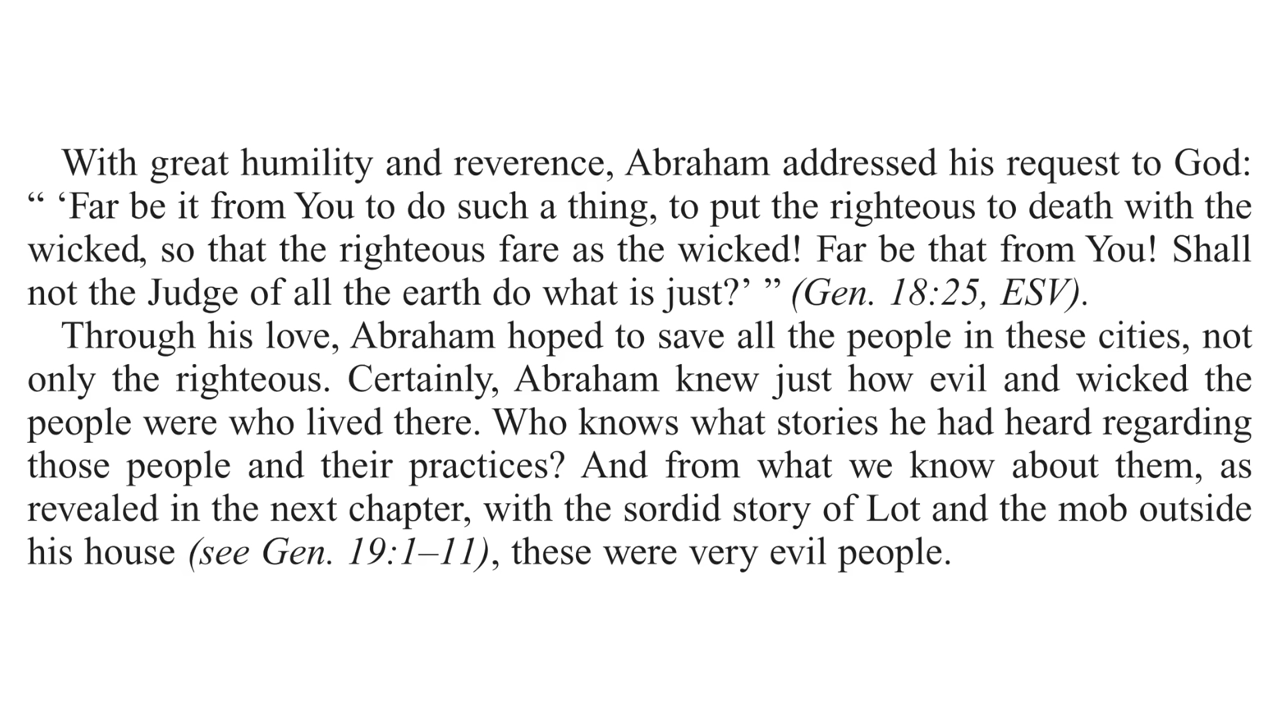 With great humility and reverence, Abraham addressed his request to God:
“ ‘Far be it from You to do such a thing, to put the righteous to death with the
wicked, so that the righteous fare as the wicked! Far be that from You! Shall
not the Judge of all the earth do what is just?’ ” (Gen. 18:25, ESV).
Through his love, Abraham hoped to save all the people in these cities, not
only the righteous. Certainly, Abraham knew just how evil and wicked the
people were who lived there. Who knows what stories he had heard regarding
those people and their practices? And from what we know about them, as
revealed in the next chapter, with the sordid story of Lot and the mob outside
his house (see Gen. 19:1–11), these were very evil people.